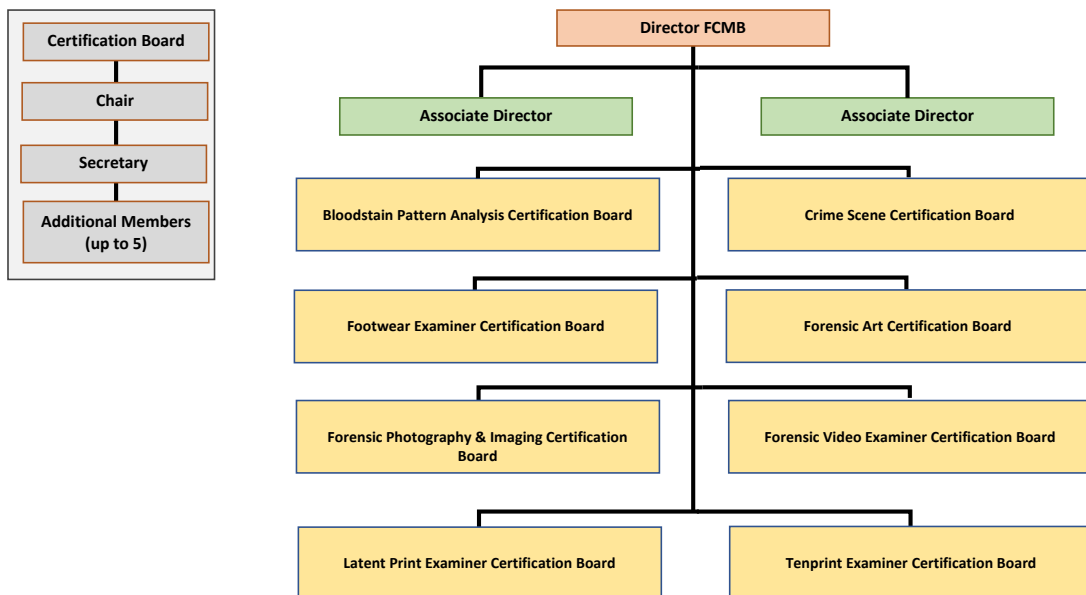 Certification Board
Chair
Secretary
Additional Members
(up to 5)
Director FCMB
Associate Director
Associate Director
Bloodstain Pattern Analysis Certification Board
Crime Scene Certification Board
Footwear Examiner Certification Board
Forensic Art Certification Board
Forensic Photography & Imaging Certification
Board
Forensic Video Examiner Certification Board
Latent Print Examiner Certification Board
Tenprint Examiner Certification Board